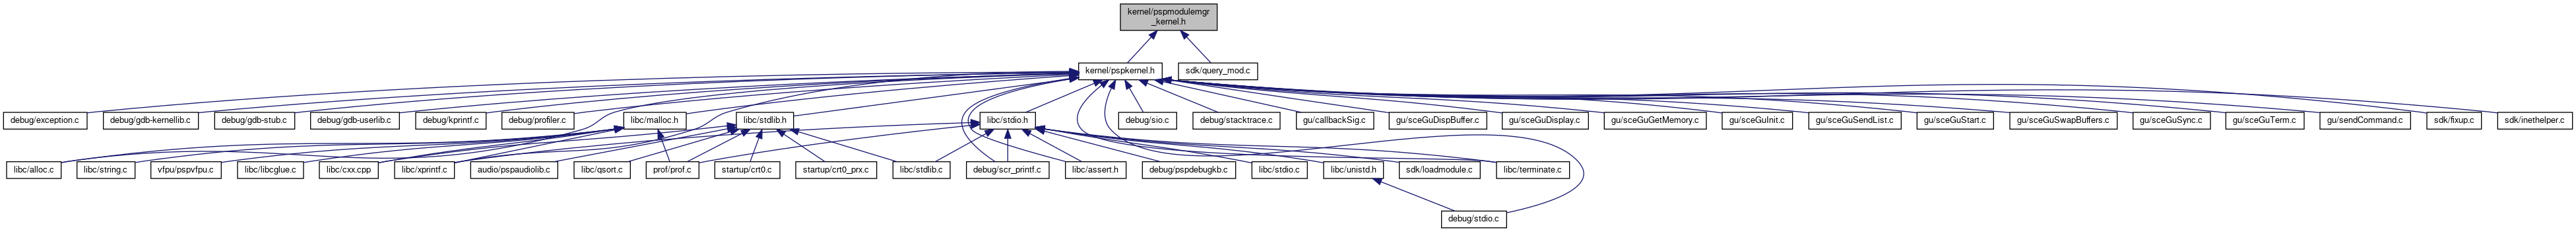 kernel/pspmodulemgr
_kernel.h
kernel/pspkernel.h
sdk/query_mod.c
debug/exception.c
debug/gdb-kernellib.c
debug/gdb-stub.c
debug/gdb-userlib.c
debug/kprintf.c
debug/profiler.c
libc/malloc.h
libc/stdlib.h
libc/stdio.h
debug/sio.c
debug/stacktrace.c
gu/callbackSig.c
gu/sceGuDispBuffer.c
gu/sceGuDisplay.c
gu/sceGuGetMemory.c
gu/sceGuInit.c
gu/sceGuSendList.c
gu/sceGuStart.c
gu/sceGuSwapBuffers.c
gu/sceGuSync.c
gu/sceGuTerm.c
gu/sendCommand.c
sdk/fixup.c
sdk/inethelper.c
libc/alloc.c
libc/string.c
vfpu/pspvfpu.c
libc/libcglue.c
libc/cxx.cpp
libc/xprintf.c
audio/pspaudiolib.c
libc/qsort.c
prof/prof.c
startup/crt0.c
startup/crt0_prx.c
libc/stdlib.c
debug/scr_printf.c
libc/assert.h
debug/pspdebugkb.c
libc/stdio.c
libc/unistd.h
sdk/loadmodule.c
libc/terminate.c
debug/stdio.c